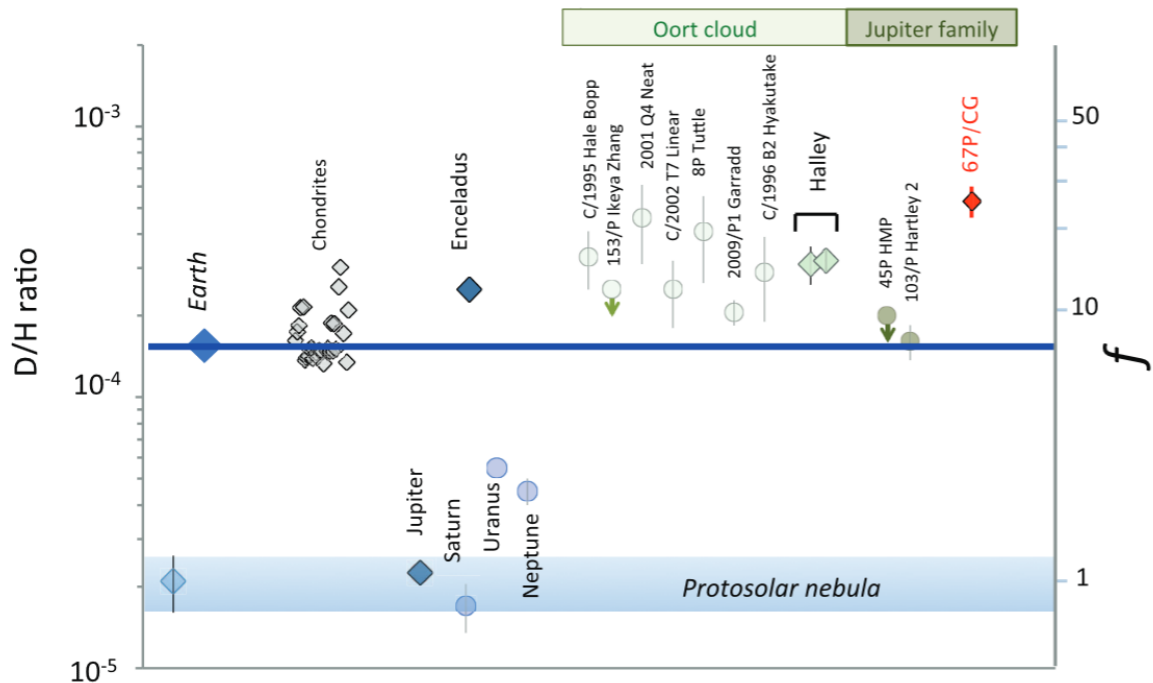 Oort cloud
Jupiter family
D/H ratio
10-3
10-4
10-5
Earth
Chondrites
Enceladus
C/1995 Hale Bopp
153/P Ikeya Zhang
2001 Q4 Neat
C/2002 T7 Linear
8P Tuttle
2009/P1 Garradd
C/1996 B2 Hyakutake
Halley
45P HMP
103/P Hartley 2
67P/CG
Jupiter
Saturn
Uranus
Neptune
Protosolar nebula
50
10
1
f